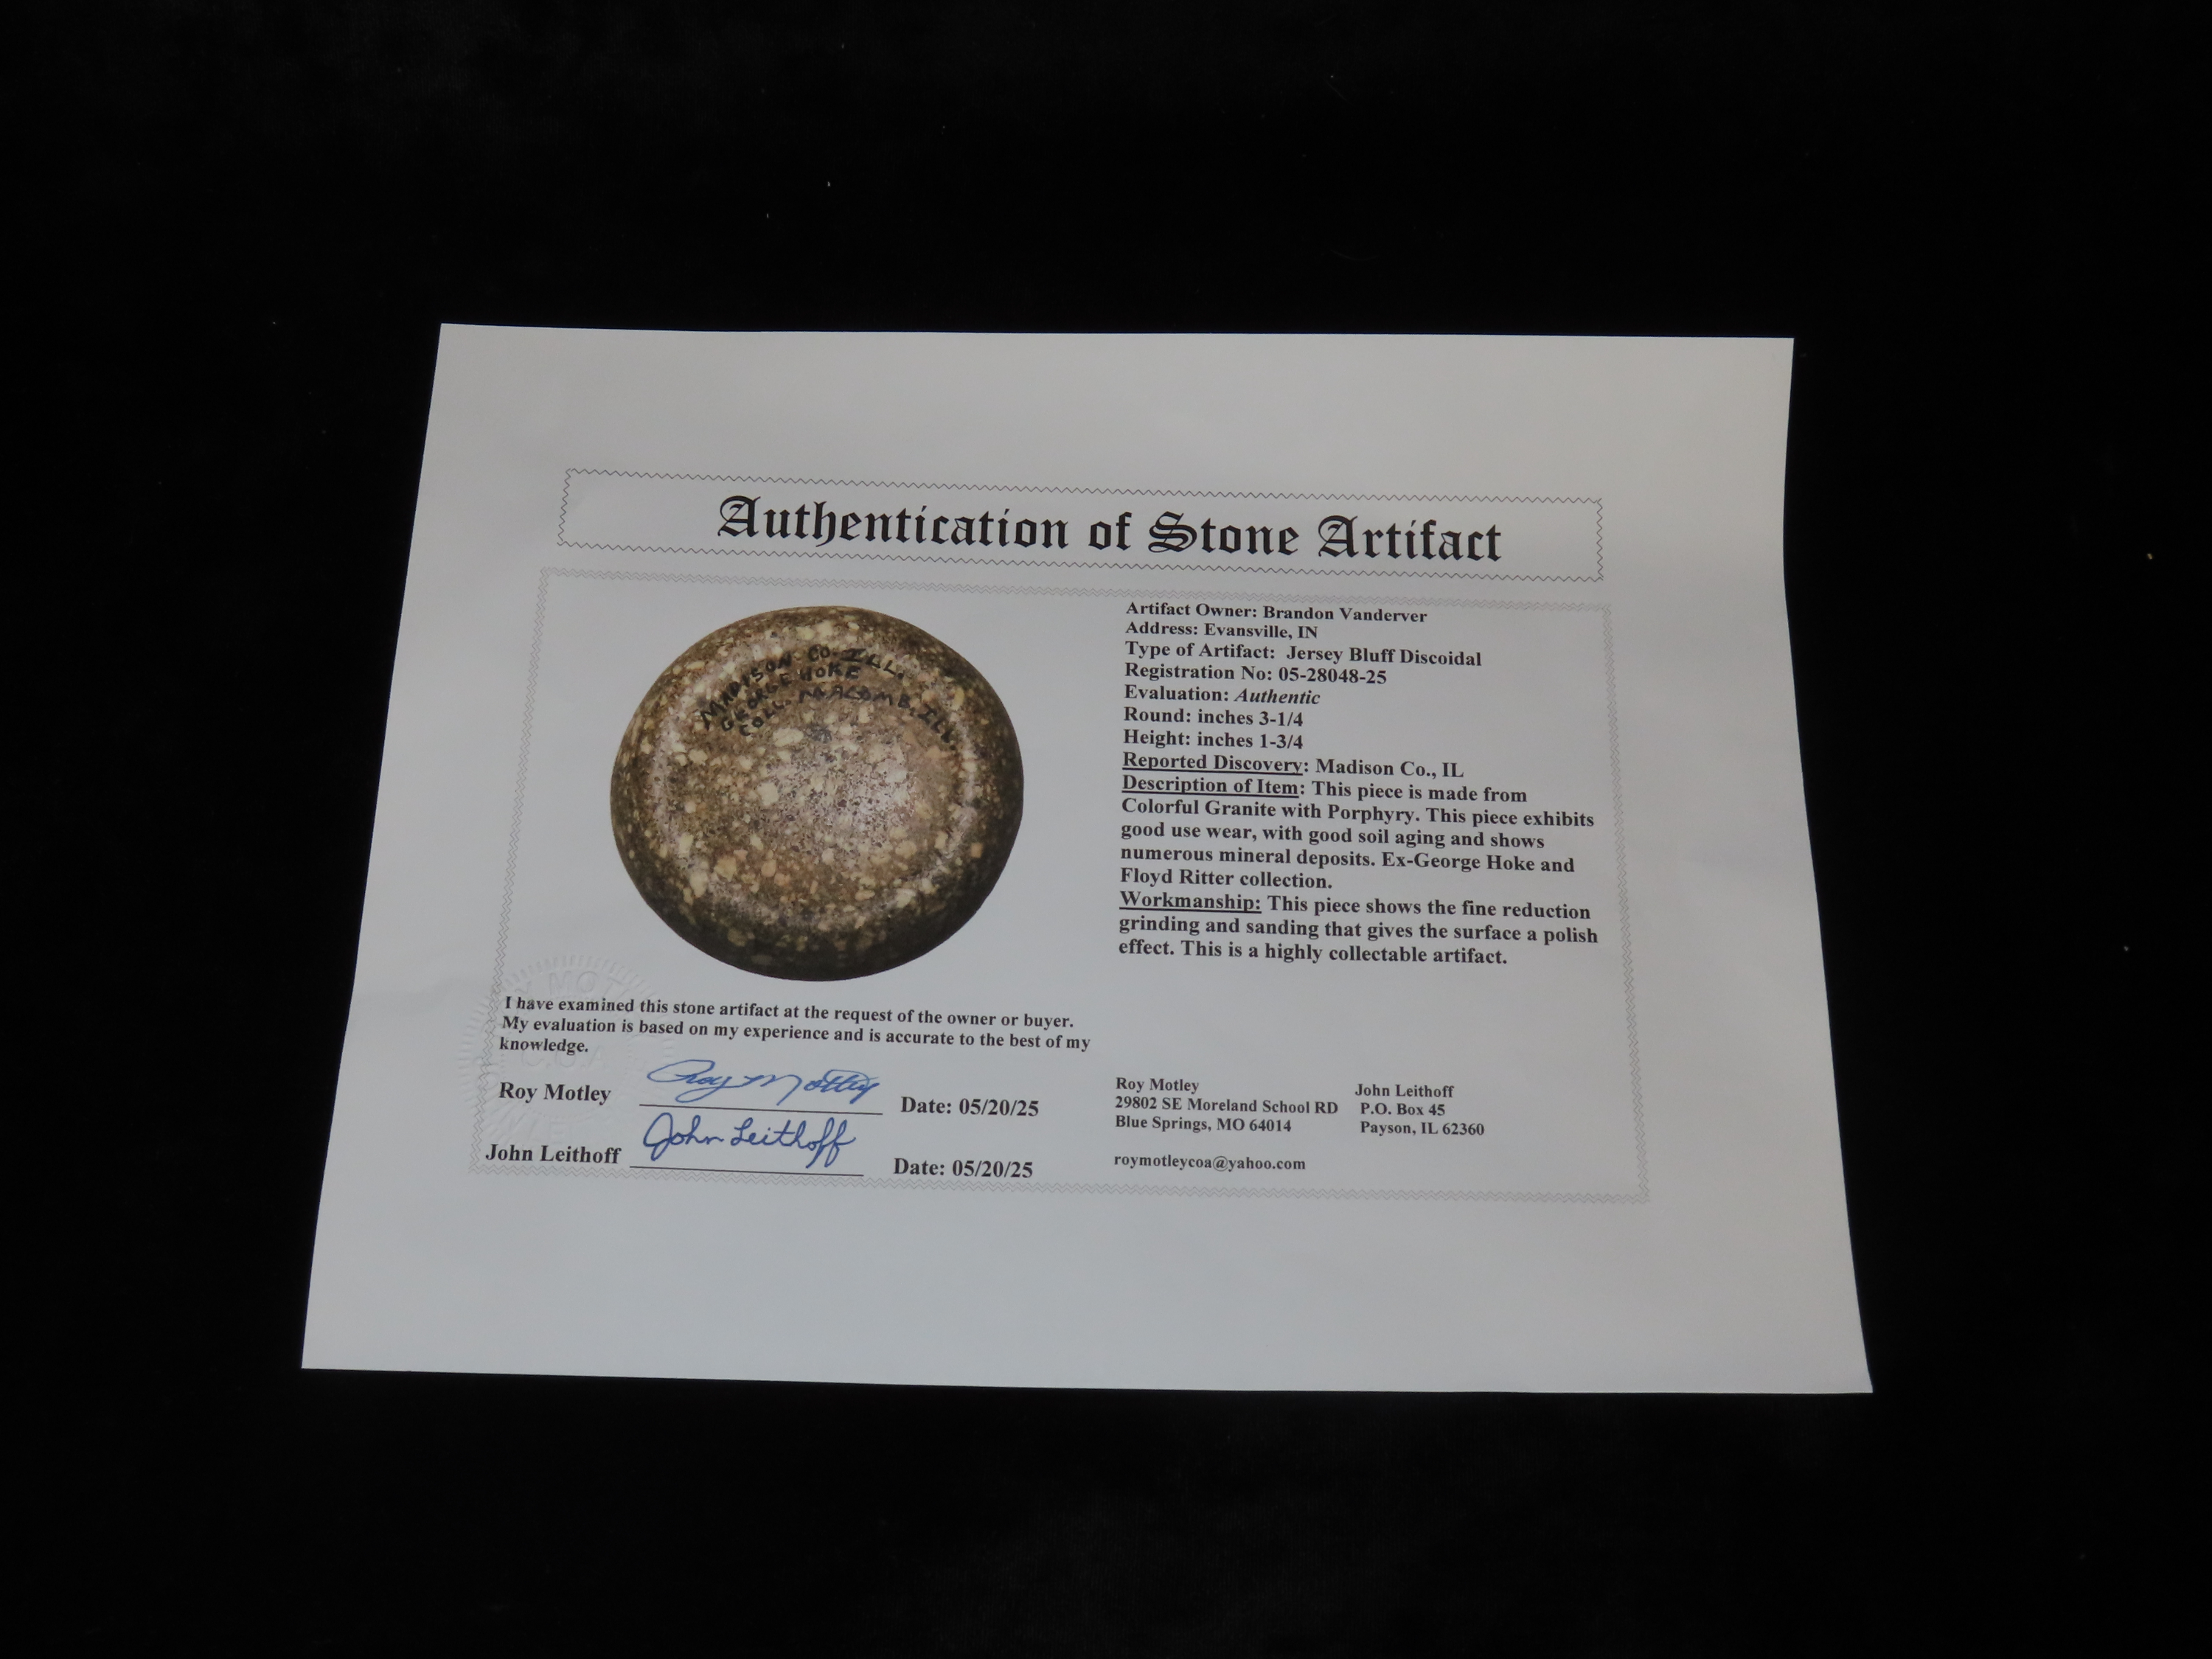 Authentication of Stone Artifact
MADISON CO. ILL.
GEORGE HOKE
COLL. MACOMB, ILL.
Artifact Owner: Brandon Vanderver
Address: Evansville, IN
Type of Artifact: Jersey Bluff Discoidal
Registration No: 05-28048-25
Evaluation: Authentic
Round: inches 3-1/4
Height: inches 1-3/4
Reported Discovery: Madison Co., IL
Description of Item: This piece is made from
Colorful Granite with Porphyry. This piece exhibits
good use wear, with good soil aging and shows
numerous mineral deposits. Ex-George Hoke and
Floyd Ritter collection.
Workmanship: This piece shows the fine reduction
grinding and sanding that gives the surface a polish
effect. This is a highly collectable artifact.
I have examined this stone artifact at the request of the owner or buyer.
My evaluation is based on my experience and is accurate to the best of my
knowledge.
Roy Motley Roy Motley Date: 05/20/25
John Leithoff John Leithoff Date: 05/20/25
Roy Motley
29802 SE Moreland School RD
Blue Springs, MO 64014
roymotleycoa@yahoo.com
John Leithoff
P.O. Box 45
Payson, IL 62360